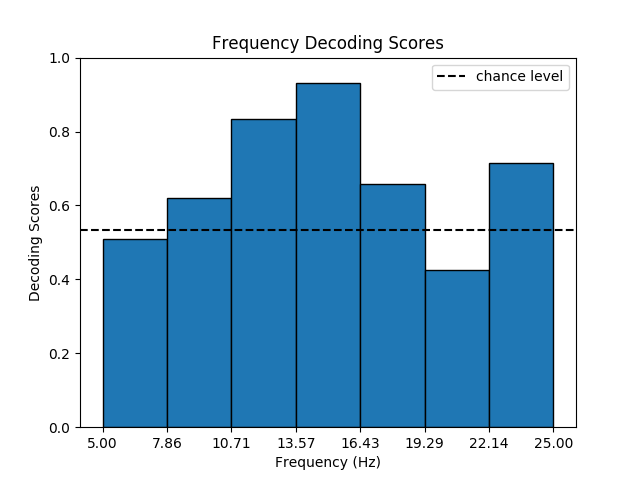 Frequency Decoding Scores
chance level
1.0
0.8
0.6
0.4
0.2
0.0
Decoding Scores
5.00 7.86 10.71 13.57 16.43 19.29 22.14 25.00
Frequency (Hz)